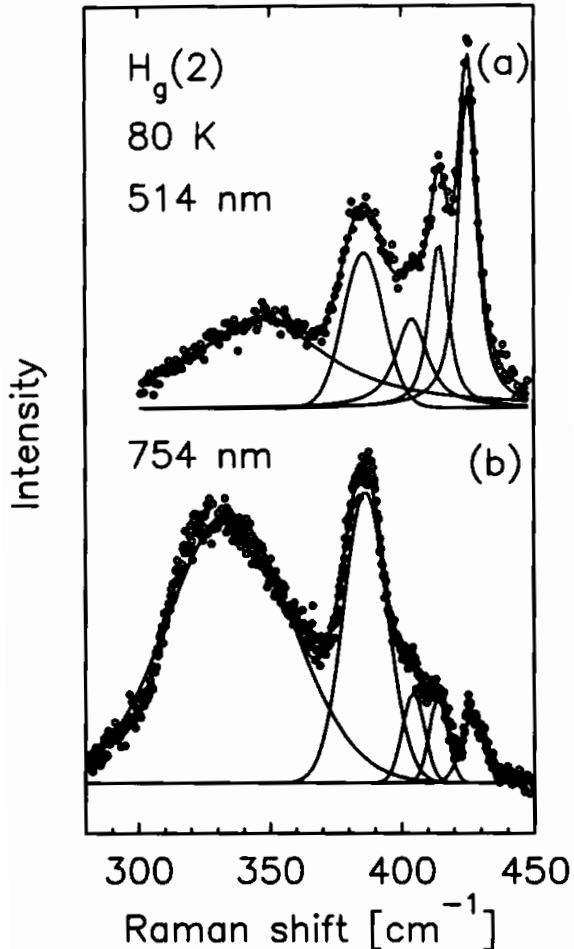 H_g(2)
(a)
80 K
514 nm
754 nm
(b)
Intensity
300 350 400 450
Raman shift [cm⁻¹]